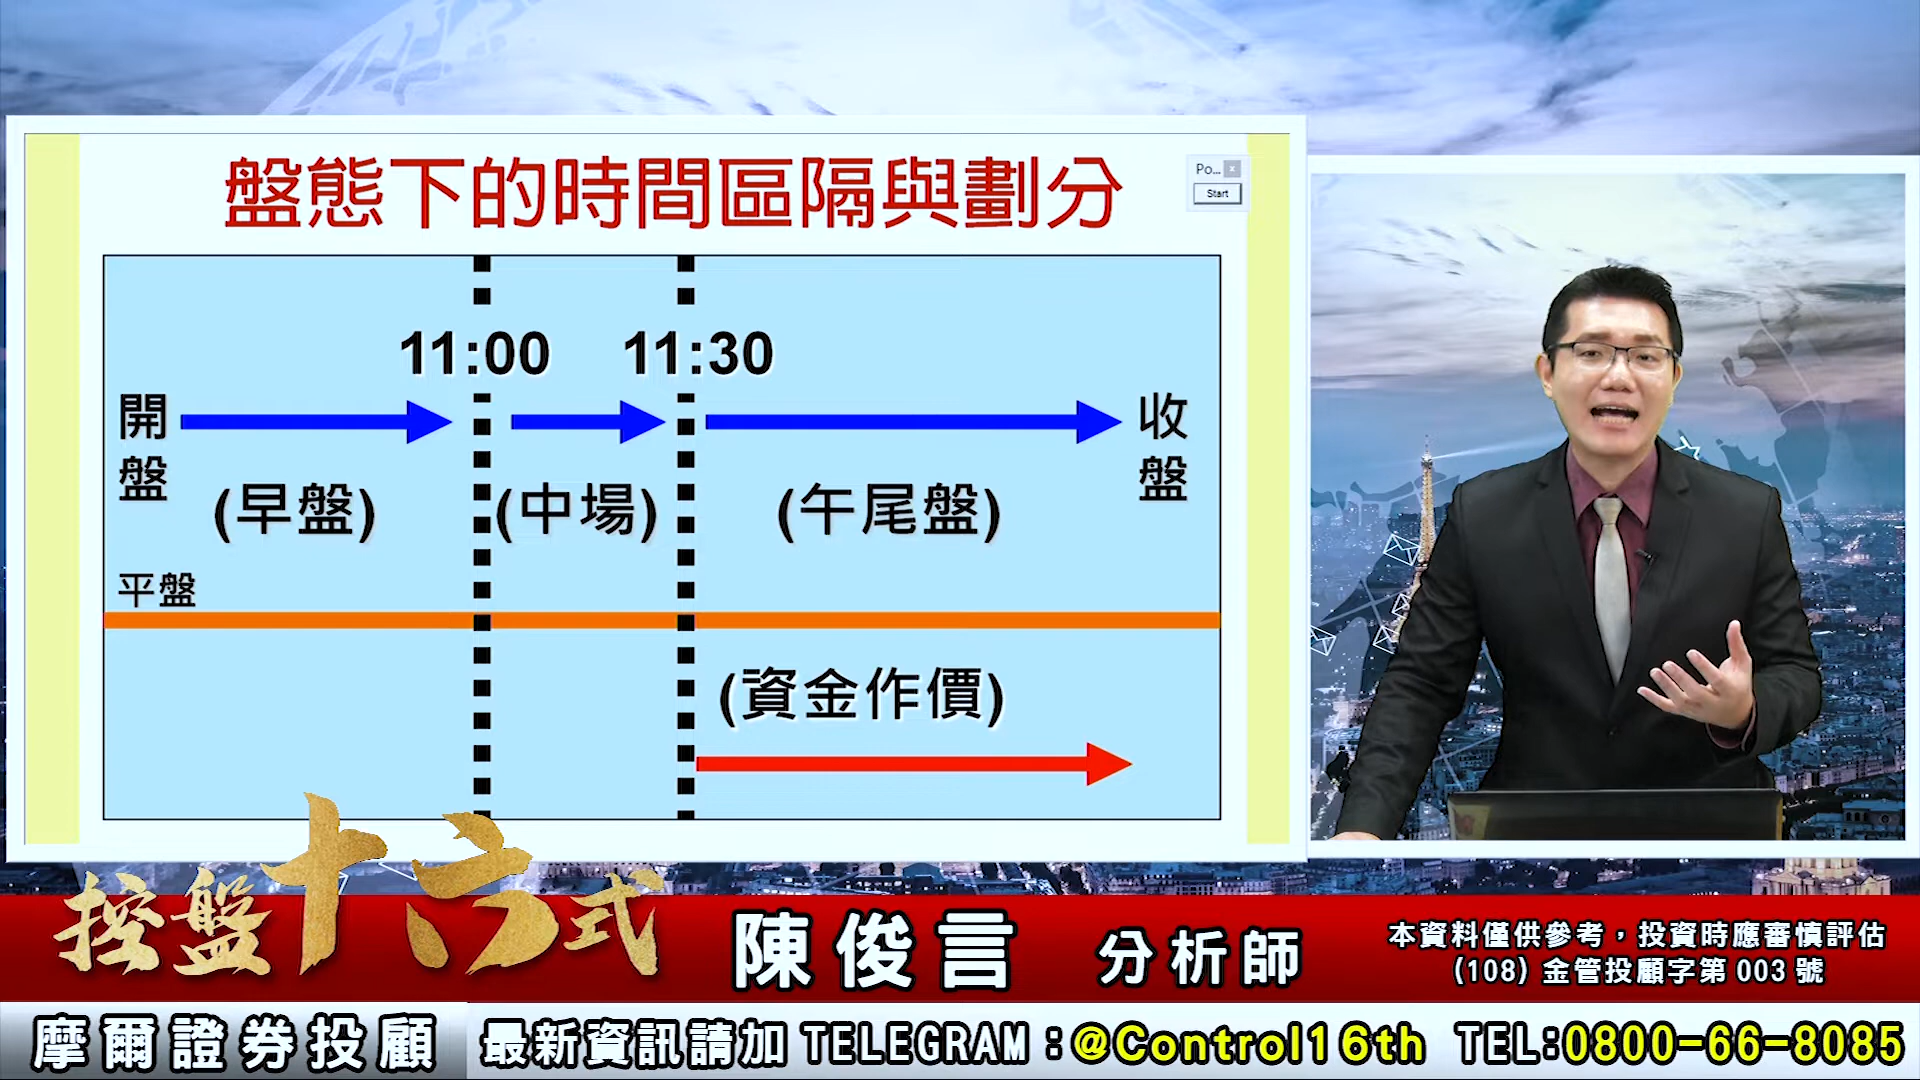 盤態下的時間區隔與劃分
Po... x
Start
11:00
11:30
開盤
收盤
(早盤)
(中場)
(午尾盤)
平盤
(資金作價)
控盤十六式
陳俊言 分析師
本資料僅供參考，投資時應審慎評估
(108) 金管投顧字第 003 號
摩爾證券投顧
最新資訊請加 TELEGRAM：@Control16th TEL:0800-66-8085